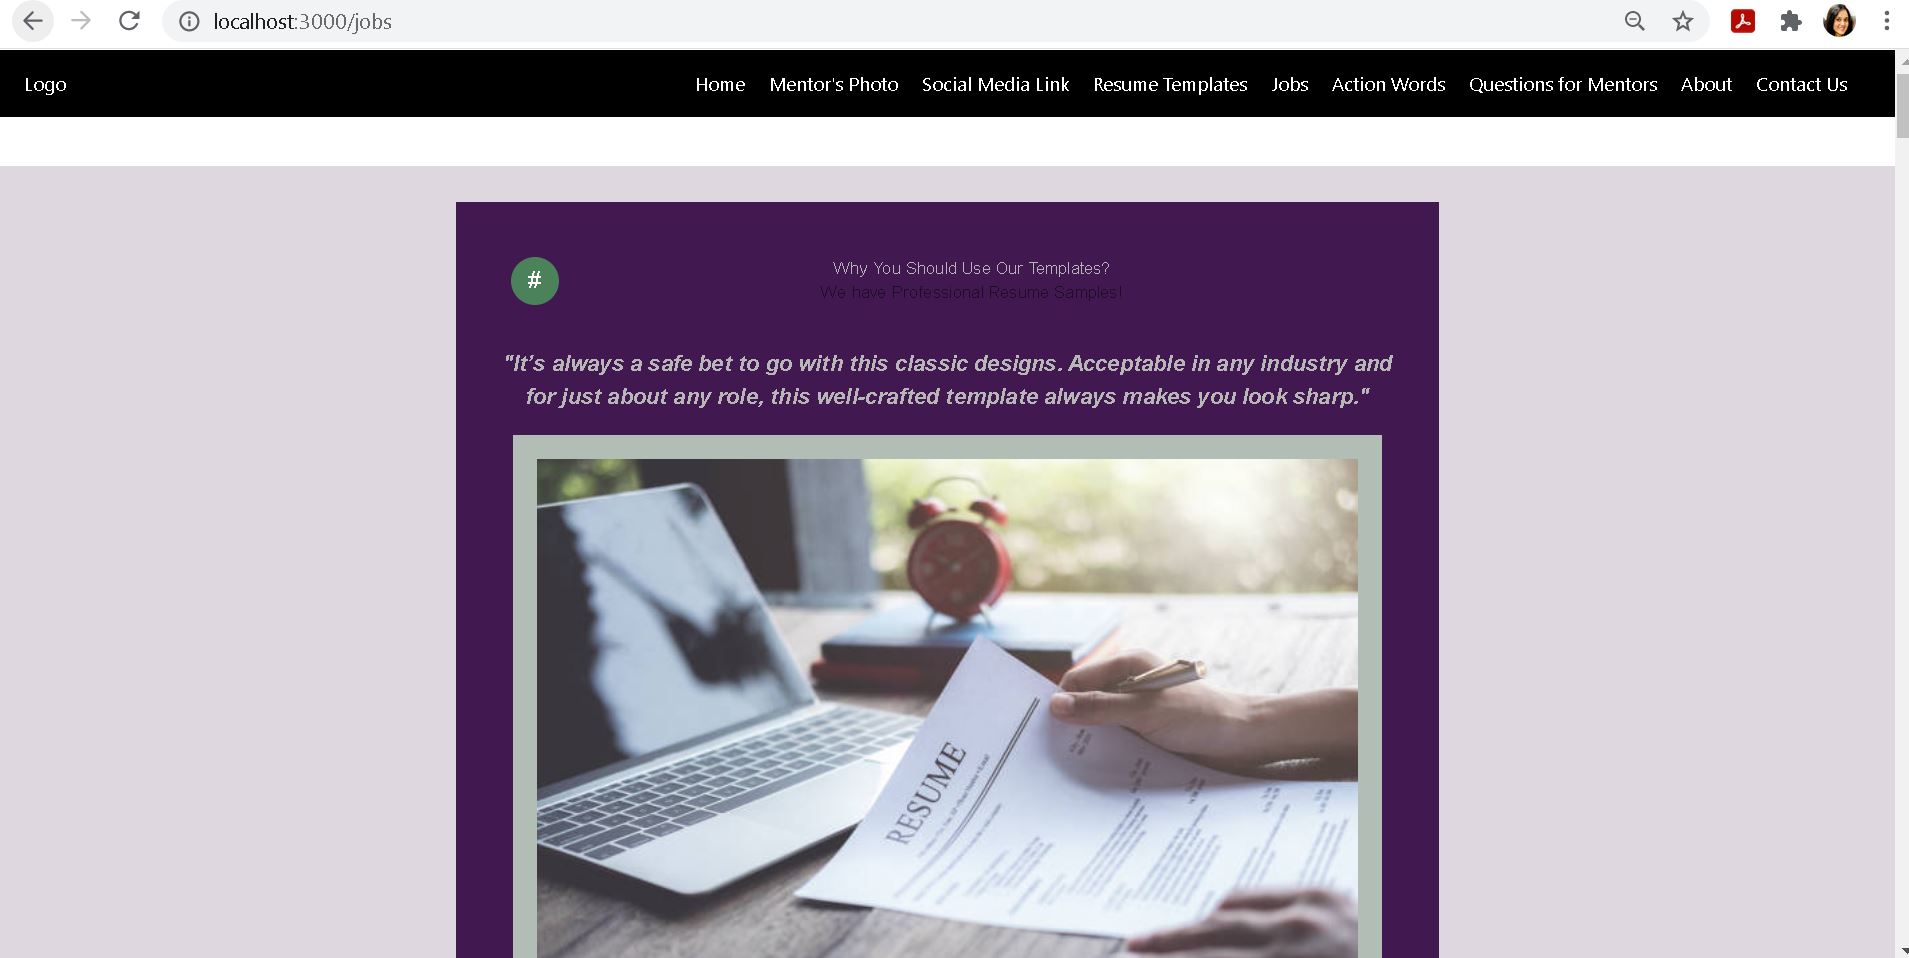 localhost:3000/jobs
Logo Home Mentor's Photo Social Media Link Resume Templates Jobs Action Words Questions for Mentors About Contact Us
#
Why You Should Use Our Templates?
We have Professional Resume Samples!
"It's always a safe bet to go with this classic designs. Acceptable in any industry and
for just about any role, this well-crafted template always makes you look sharp."
RESUME